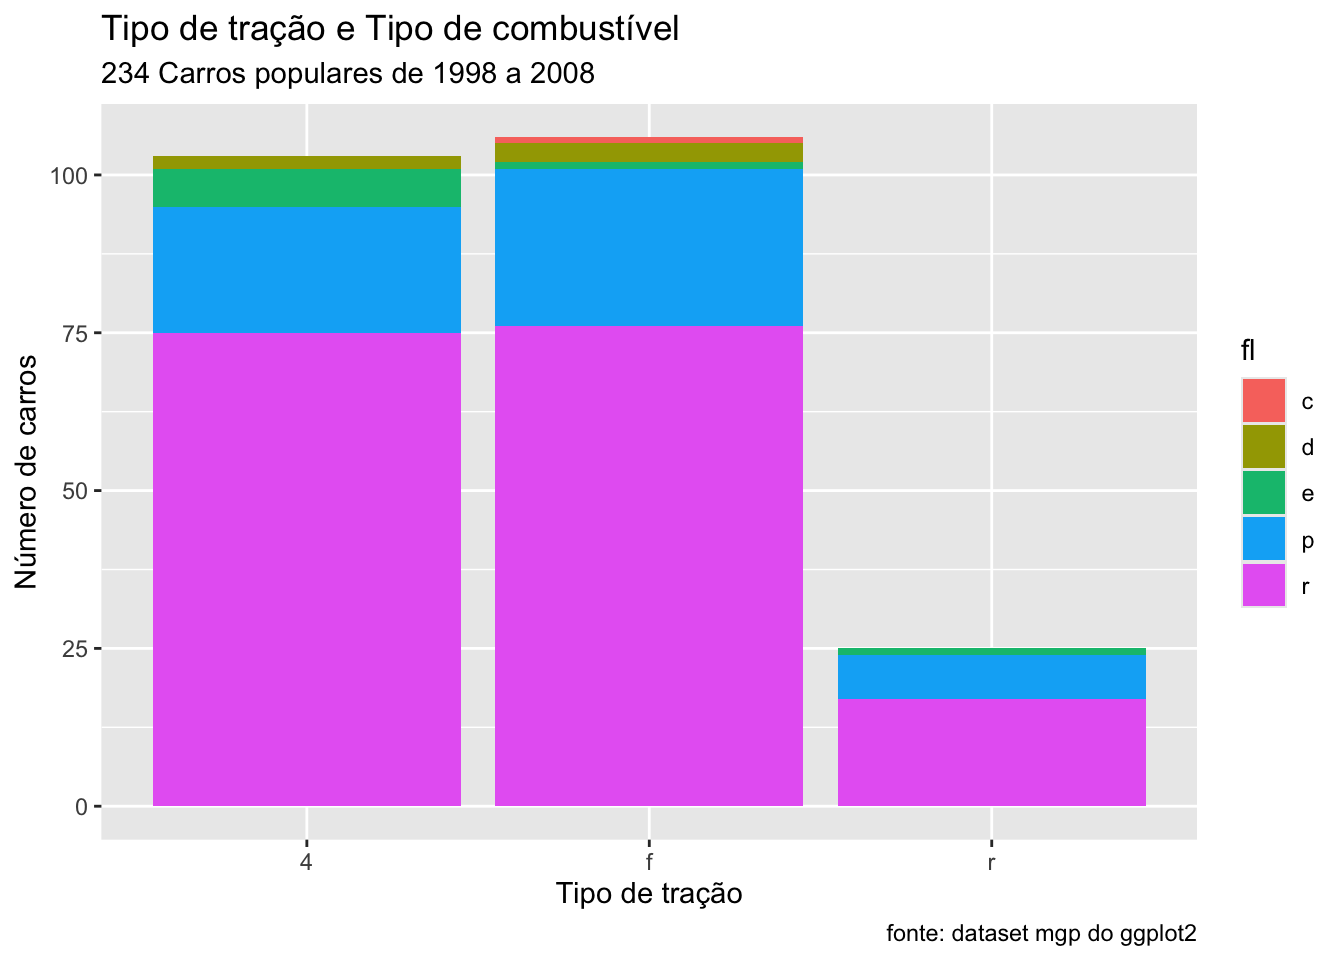 Tipo de tração e Tipo de combustível
234 Carros populares de 1998 a 2008
Número de carros
100
75
50
25
0
4
f
r
Tipo de tração
fl
c
d
e
p
r
fonte: dataset mgp do ggplot2